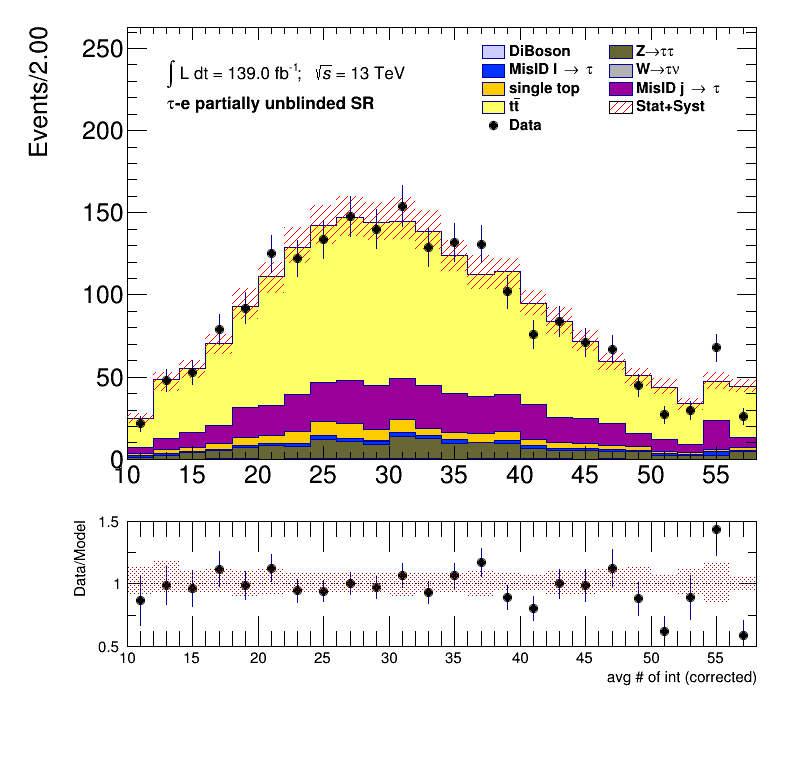 Events/2.00
250
200
150
100
50
0
∫ L dt = 139.0 fb⁻¹; √s = 13 TeV
τ-e partially unblinded SR
DiBoson
MisID l → τ
single top
tt̄
Data
Z→ττ
W→τν
MisID j → τ
Stat+Syst
10 15 20 25 30 35 40 45 50 55
Data/Model
1.5
1
0.5
10 15 20 25 30 35 40 45 50 55
avg # of int (corrected)